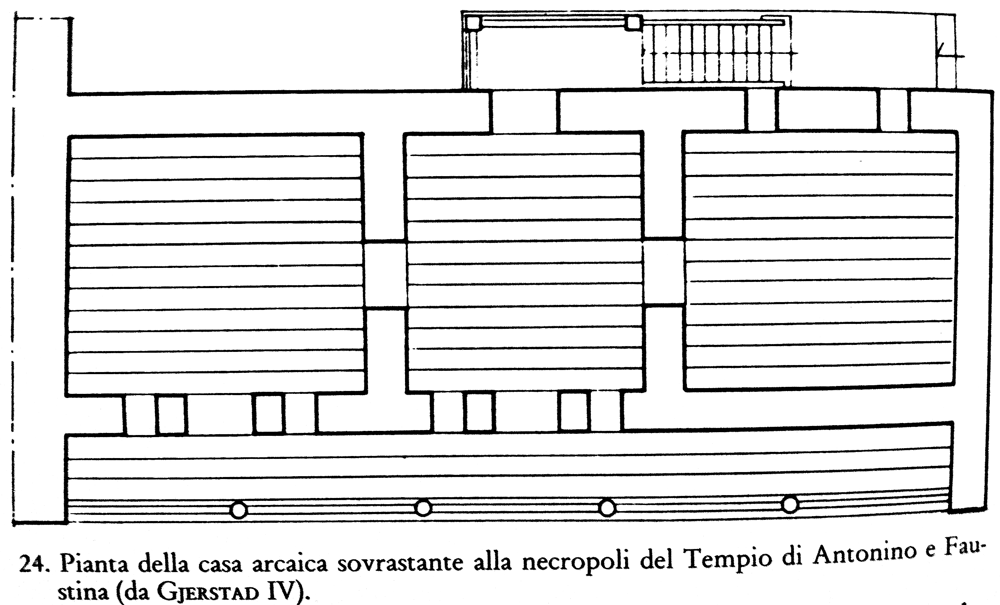 24. Pianta della casa arcaica sovrastante alla necropoli del Tempio di Antonino e Fau-
stina (da GJERSTAD IV).